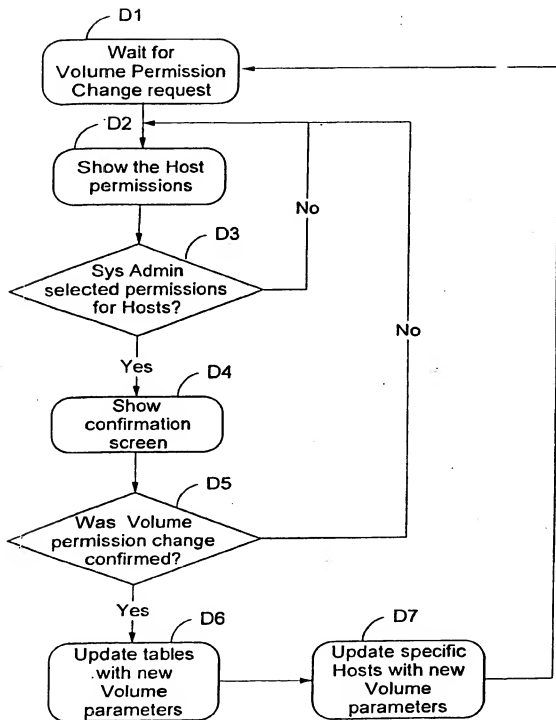 D1
Wait for
Volume Permission
Change request
D2
Show the Host
permissions
No
D3
Sys Admin
selected permissions
for Hosts?
No
Yes
D4
Show
confirmation
screen
D5
Was Volume
permission change
confirmed?
Yes
D6
D7
Update tables
with new
Volume
parameters
Update specific
Hosts with new
Volume
parameters